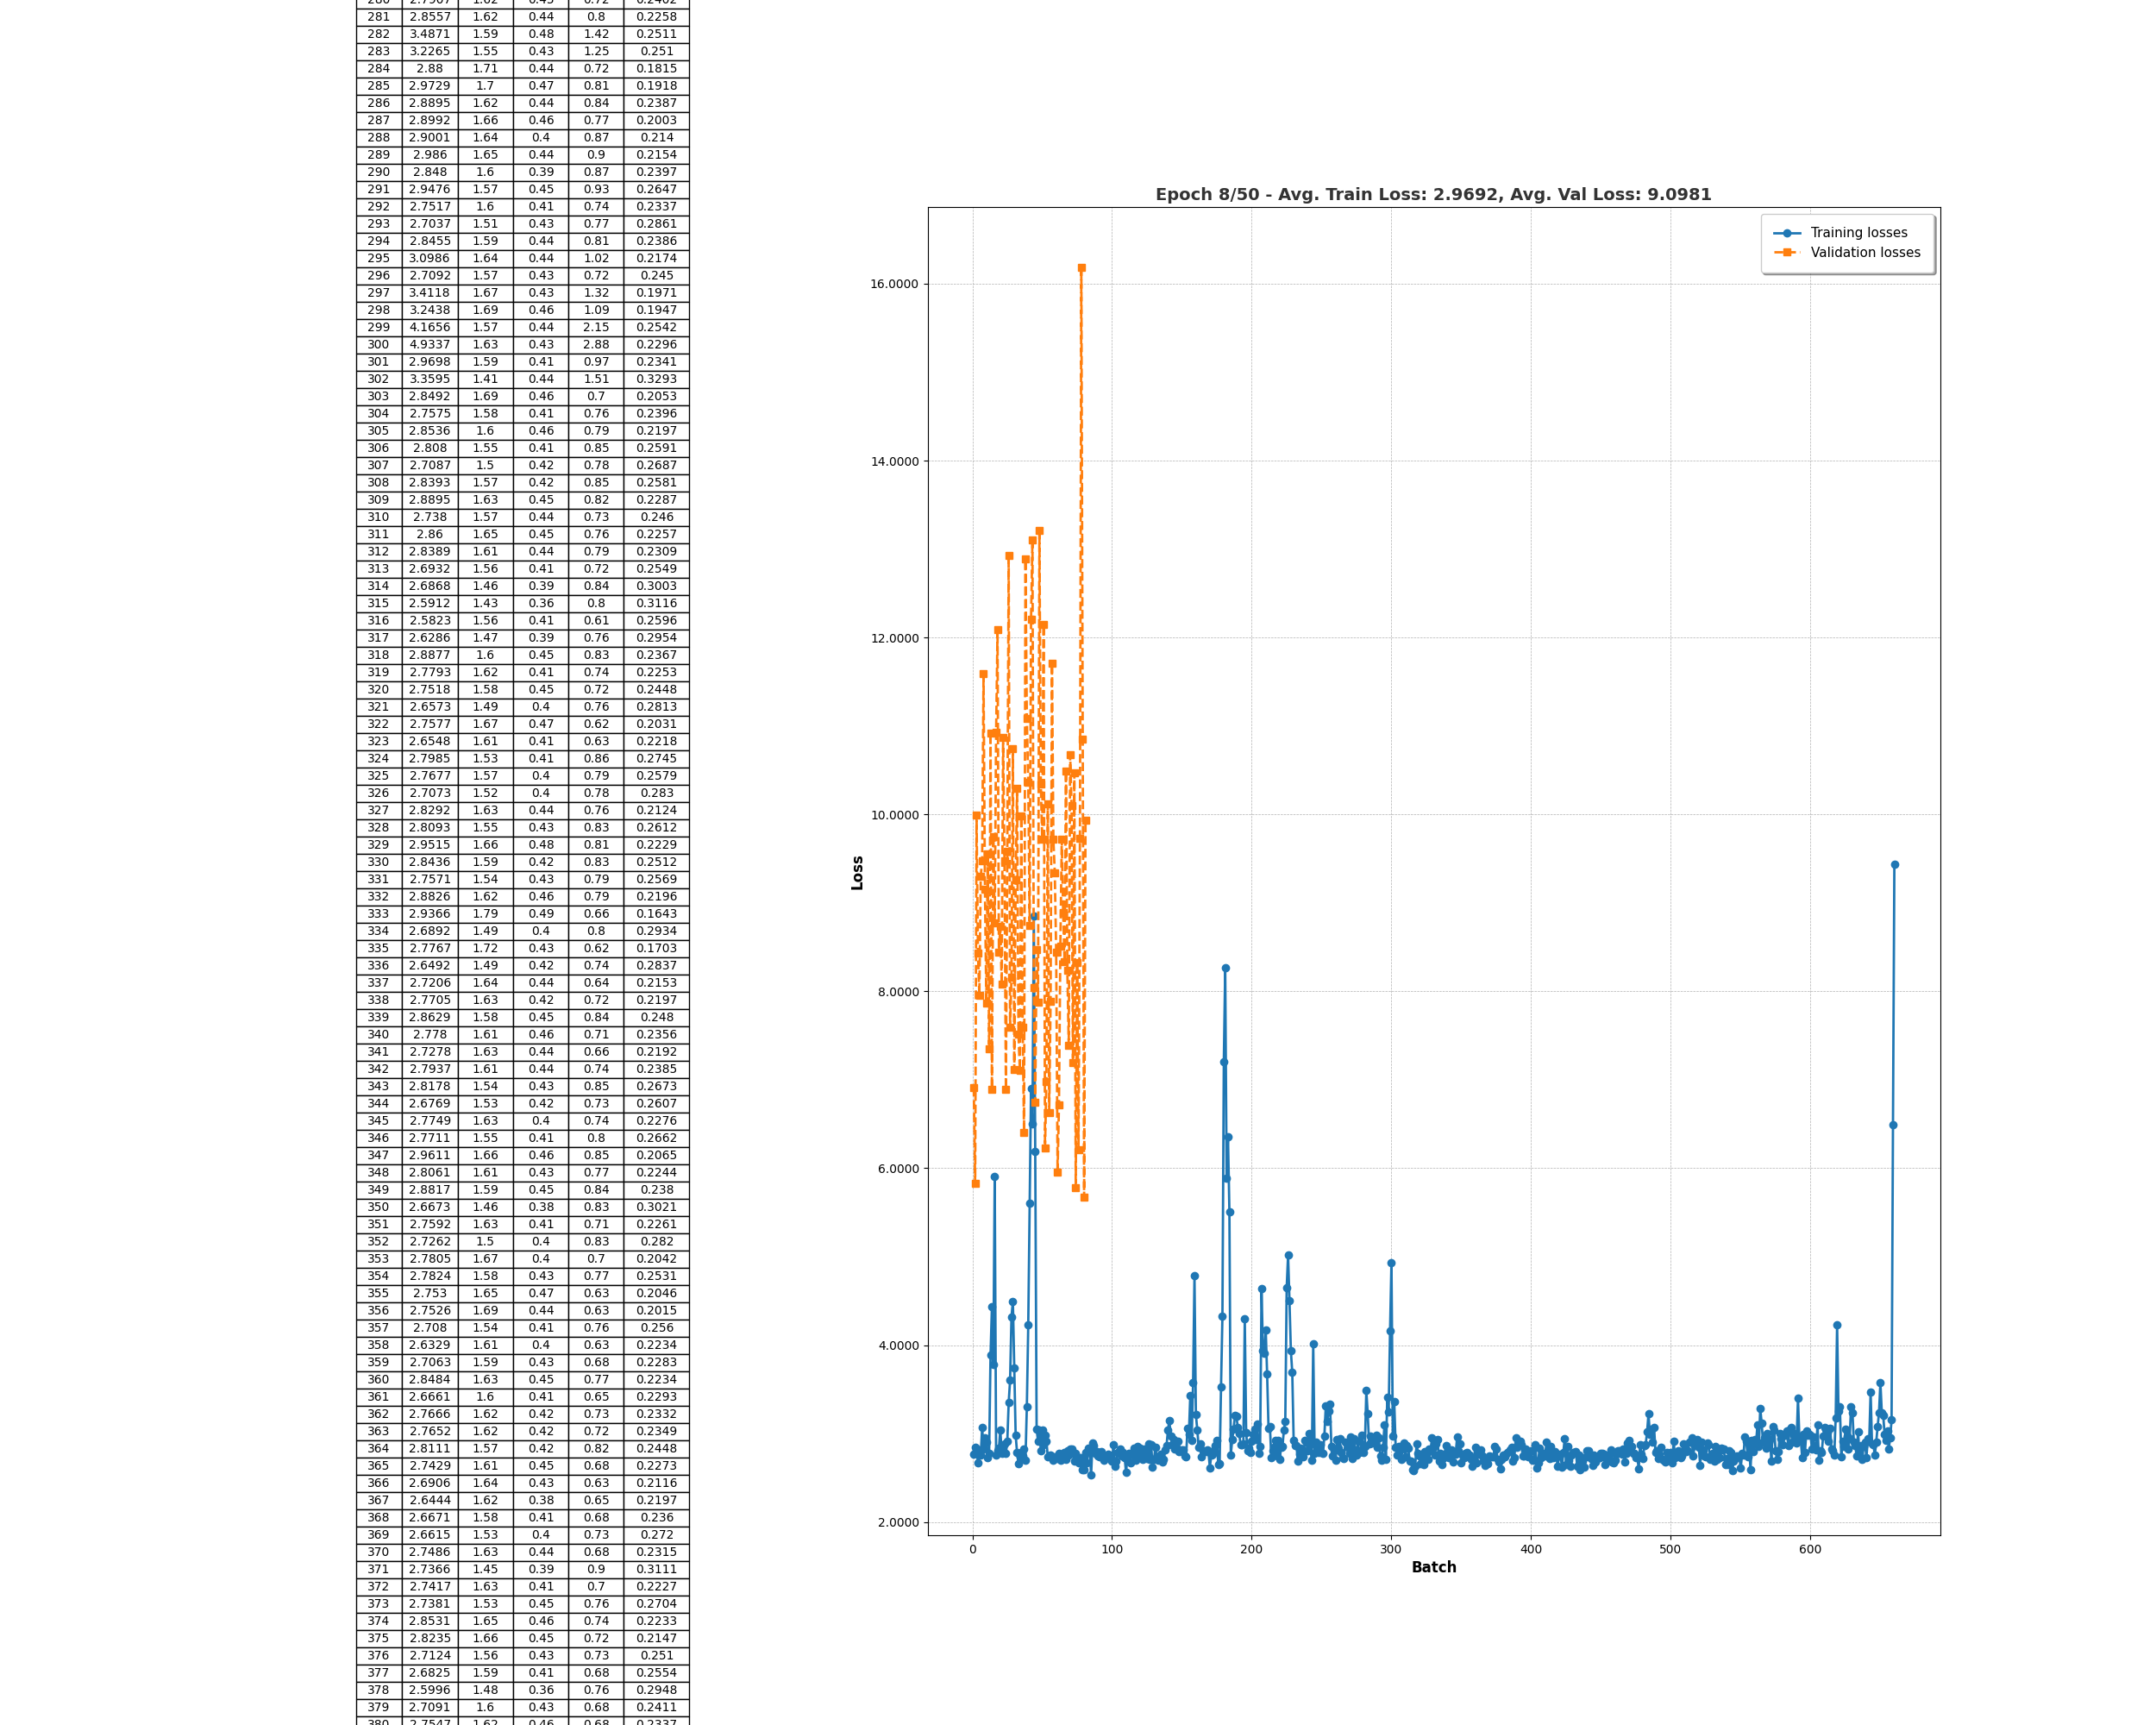 281 2.8557 1.62 0.44 0.8 0.2258
282 3.4871 1.59 0.48 1.42 0.2511
283 3.2265 1.55 0.43 1.25 0.251
284 2.88 1.71 0.44 0.72 0.1815
285 2.9729 1.7 0.47 0.81 0.1918
286 2.8895 1.62 0.44 0.84 0.2387
287 2.8992 1.66 0.46 0.77 0.2003
288 2.9001 1.64 0.4 0.87 0.214
289 2.986 1.65 0.44 0.9 0.2154
290 2.848 1.6 0.39 0.87 0.2397
291 2.9476 1.57 0.45 0.93 0.2647
292 2.7517 1.6 0.41 0.74 0.2337
293 2.7037 1.51 0.43 0.77 0.2861
294 2.8455 1.59 0.44 0.81 0.2386
295 3.0986 1.64 0.44 1.02 0.2174
296 2.7092 1.57 0.43 0.72 0.245
297 3.4118 1.67 0.43 1.32 0.1971
298 3.2438 1.69 0.46 1.09 0.1947
299 4.1656 1.57 0.44 2.15 0.2542
300 4.9337 1.63 0.43 2.88 0.2296
301 2.9698 1.59 0.41 0.97 0.2341
302 3.3595 1.41 0.44 1.51 0.3293
303 2.8492 1.69 0.46 0.7 0.2053
304 2.7575 1.58 0.41 0.76 0.2396
305 2.8536 1.6 0.46 0.79 0.2197
306 2.808 1.55 0.41 0.85 0.2591
307 2.7087 1.5 0.42 0.78 0.2687
308 2.8393 1.57 0.42 0.85 0.2581
309 2.8895 1.63 0.45 0.82 0.2287
310 2.738 1.57 0.44 0.73 0.246
311 2.86 1.65 0.45 0.76 0.2257
312 2.8389 1.61 0.44 0.79 0.2309
313 2.6932 1.56 0.41 0.72 0.2549
314 2.6868 1.46 0.39 0.84 0.3003
315 2.5912 1.43 0.36 0.8 0.3116
316 2.5823 1.56 0.41 0.61 0.2596
317 2.6286 1.47 0.39 0.76 0.2954
318 2.8877 1.6 0.45 0.83 0.2367
319 2.7793 1.62 0.41 0.74 0.2253
320 2.7518 1.58 0.45 0.72 0.2448
321 2.6573 1.49 0.4 0.76 0.2813
322 2.7577 1.67 0.47 0.62 0.2031
323 2.6548 1.61 0.41 0.63 0.2218
324 2.7985 1.53 0.41 0.86 0.2745
325 2.7677 1.57 0.4 0.79 0.2579
326 2.7073 1.52 0.4 0.78 0.283
327 2.8292 1.63 0.44 0.76 0.2124
328 2.8093 1.55 0.43 0.83 0.2612
329 2.9515 1.66 0.48 0.81 0.2229
330 2.8436 1.59 0.42 0.83 0.2512
331 2.7571 1.54 0.43 0.79 0.2569
332 2.8826 1.62 0.46 0.79 0.2196
333 2.9366 1.79 0.49 0.66 0.1643
334 2.6892 1.49 0.4 0.8 0.2934
335 2.7767 1.72 0.43 0.62 0.1703
336 2.6492 1.49 0.42 0.74 0.2837
337 2.7206 1.64 0.44 0.64 0.2153
338 2.7705 1.63 0.42 0.72 0.2197
339 2.8629 1.58 0.45 0.84 0.248
340 2.778 1.61 0.46 0.71 0.2356
341 2.7278 1.63 0.44 0.66 0.2192
342 2.7937 1.61 0.44 0.74 0.2385
343 2.8178 1.54 0.43 0.85 0.2673
344 2.6769 1.53 0.42 0.73 0.2607
345 2.7749 1.63 0.4 0.74 0.2276
346 2.7711 1.55 0.41 0.8 0.2662
347 2.9611 1.66 0.46 0.85 0.2065
348 2.8061 1.61 0.43 0.77 0.2244
349 2.8817 1.59 0.45 0.84 0.238
350 2.6673 1.46 0.38 0.83 0.3021
351 2.7592 1.63 0.41 0.71 0.2261
352 2.7262 1.5 0.4 0.83 0.282
353 2.7805 1.67 0.4 0.7 0.2042
354 2.7824 1.58 0.43 0.77 0.2531
355 2.753 1.65 0.47 0.63 0.2046
356 2.7526 1.69 0.44 0.63 0.2015
357 2.708 1.54 0.41 0.76 0.256
358 2.6329 1.61 0.4 0.63 0.2234
359 2.7063 1.59 0.43 0.68 0.2283
360 2.8484 1.63 0.45 0.77 0.2234
361 2.6661 1.6 0.41 0.65 0.2293
362 2.7666 1.62 0.42 0.73 0.2332
363 2.7652 1.62 0.42 0.72 0.2349
364 2.8111 1.57 0.42 0.82 0.2448
365 2.7429 1.61 0.45 0.68 0.2273
366 2.6906 1.64 0.43 0.63 0.2116
367 2.6444 1.62 0.38 0.65 0.2197
368 2.6671 1.58 0.41 0.68 0.236
369 2.6615 1.53 0.4 0.73 0.272
370 2.7486 1.63 0.44 0.68 0.2315
371 2.7366 1.45 0.39 0.9 0.3111
372 2.7417 1.63 0.41 0.7 0.2227
373 2.7381 1.53 0.45 0.76 0.2704
374 2.8531 1.65 0.46 0.74 0.2233
375 2.8235 1.66 0.45 0.72 0.2147
376 2.7124 1.56 0.43 0.73 0.251
377 2.6825 1.59 0.41 0.68 0.2554
378 2.5996 1.48 0.36 0.76 0.2948
379 2.7091 1.6 0.43 0.68 0.2411
380 2.7547 1.62 0.46 0.68 0.2337
Epoch 8/50 - Avg. Train Loss: 2.9692, Avg. Val Loss: 9.0981
Training losses
Validation losses
16.0000
14.0000
12.0000
10.0000
8.0000
6.0000
4.0000
2.0000
Loss
0 100 200 300 400 500 600
Batch